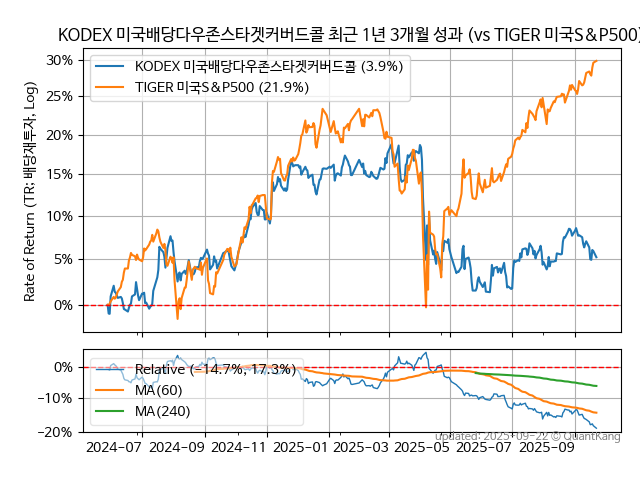 KODEX 미국배당다우존스타겟커버드콜 최근 1년 3개월 성과 (vs TIGER 미국S&P500)
Rate of Return (TR: 배당재투자, Log)
30%
25%
20%
15%
10%
5%
0%
KODEX 미국배당다우존스타겟커버드콜 (3.9%)
TIGER 미국S&P500 (21.9%)
0%
−10%
−20%
Relative (−14.7%, 17.3%)
MA(60)
MA(240)
2024-07 2024-09 2024-11 2025-01 2025-03 2025-05 2025-07 2025-09
updated: 2025-09-22 © QuantKang